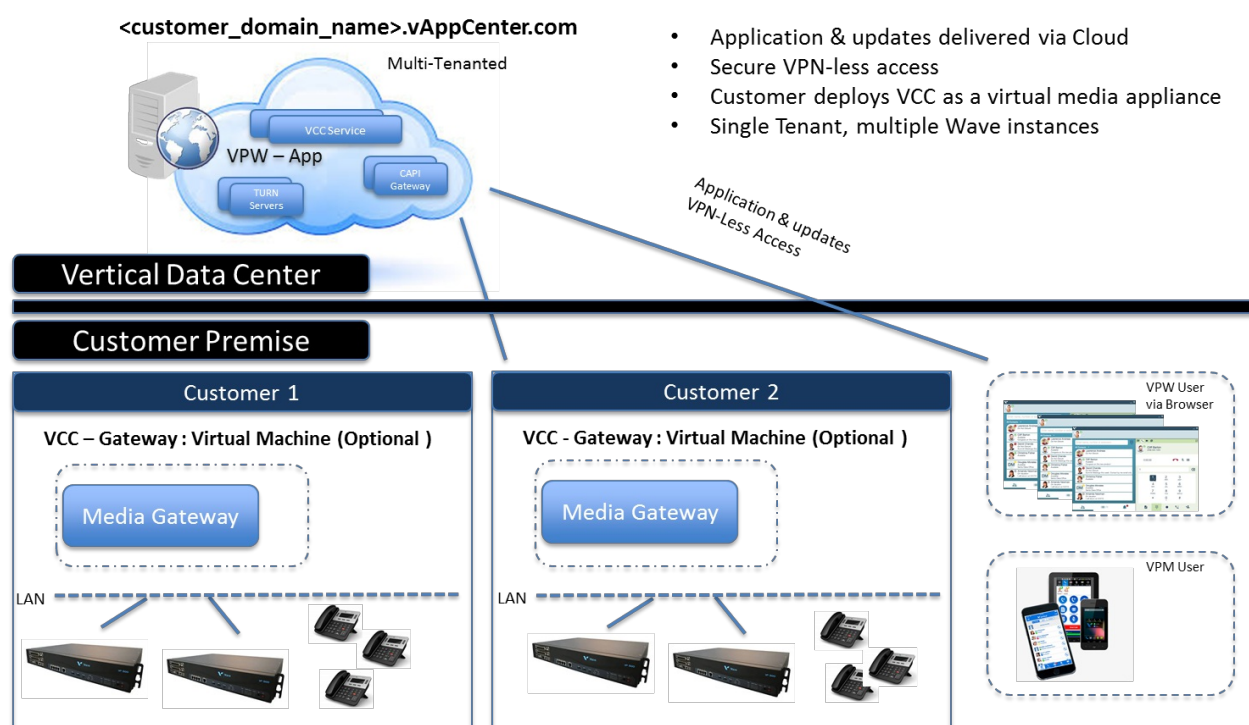 <customer_domain_name>.vAppCenter.com
Multi-Tenanted
VCC Service
VPW – App
CAPI
Gateway
TURN
Servers
• Application & updates delivered via Cloud
• Secure VPN-less access
• Customer deploys VCC as a virtual media appliance
• Single Tenant, multiple Wave instances
Application & updates
VPN-Less Access
Vertical Data Center
Customer Premise
Customer 1
VCC – Gateway : Virtual Machine (Optional )
Media Gateway
LAN
Customer 2
VCC - Gateway : Virtual Machine (Optional )
Media Gateway
LAN
VPW User
via Browser
VPM User